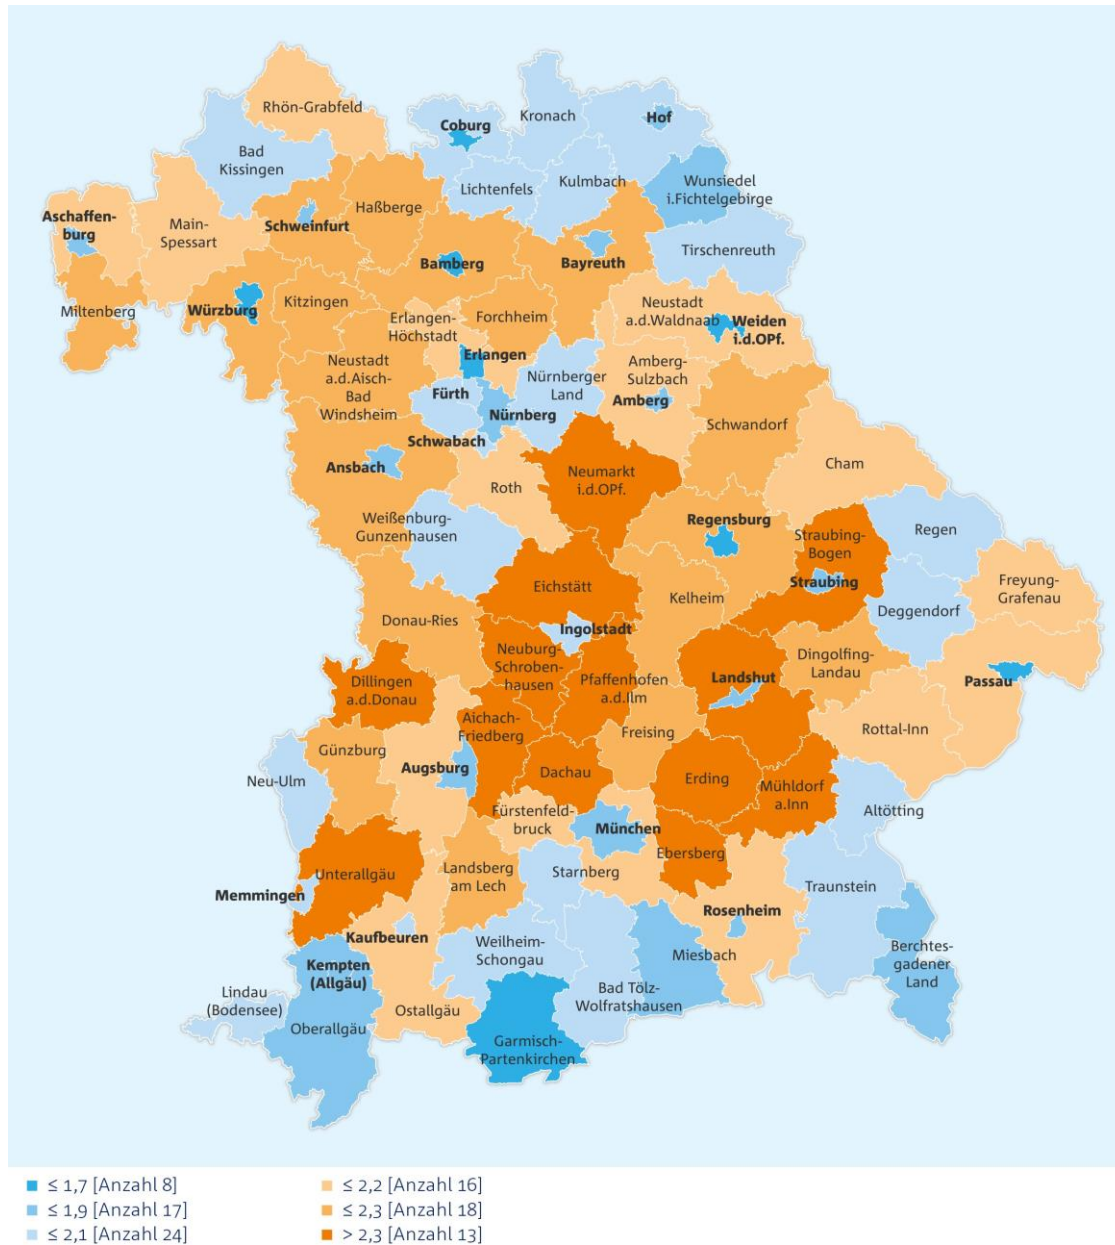 Rhön-Grabfeld
Coburg
Kronach
Hof
Bad
Kissingen
Lichtenfels
Kulmbach
Wunsiedel
i.Fichtelgebirge
Aschaffen-
burg
Main-
Spessart
Schweinfurt
Haßberge
Tirschenreuth
Bamberg
Bayreuth
Miltenberg
Würzburg
Kitzingen
Erlangen-
Höchstadt
Forchheim
Neustadt
a.d.Waldnaab
Weiden
i.d.OPf.
Neustadt
a.d.Aisch-
Bad
Windsheim
Erlangen
Amberg-
Sulzbach
Fürth
Nürnberger
Land
Amberg
Nürnberg
Schwandorf
Schwabach
Ansbach
Cham
Roth
Neumarkt
i.d.OPf.
Weißenburg-
Gunzenhausen
Regensburg
Straubing-
Bogen
Regen
Straubing
Eichstätt
Kelheim
Freyung-
Grafenau
Deggendorf
Donau-Ries
Ingolstadt
Neuburg-
Schroben-
hausen
Dingolfing-
Landau
Dillingen
a.d.Donau
Pfaffenhofen
a.d.Ilm
Landshut
Passau
Aichach-
Friedberg
Freising
Rottal-Inn
Günzburg
Augsburg
Dachau
Erding
Mühldorf
a.Inn
Neu-Ulm
Altötting
Fürstenfeld-
bruck
München
Ebersberg
Unterallgäu
Landsberg
am Lech
Starnberg
Traunstein
Memmingen
Rosenheim
Kaufbeuren
Weilheim-
Schongau
Miesbach
Berchtes-
gadener
Land
Kempten
(Allgäu)
Lindau
(Bodensee)
Bad Tölz-
Wolfratshausen
Ostallgäu
Oberallgäu
Garmisch-
Partenkirchen
≤ 1,7 [Anzahl 8]
≤ 1,9 [Anzahl 17]
≤ 2,1 [Anzahl 24]
≤ 2,2 [Anzahl 16]
≤ 2,3 [Anzahl 18]
> 2,3 [Anzahl 13]